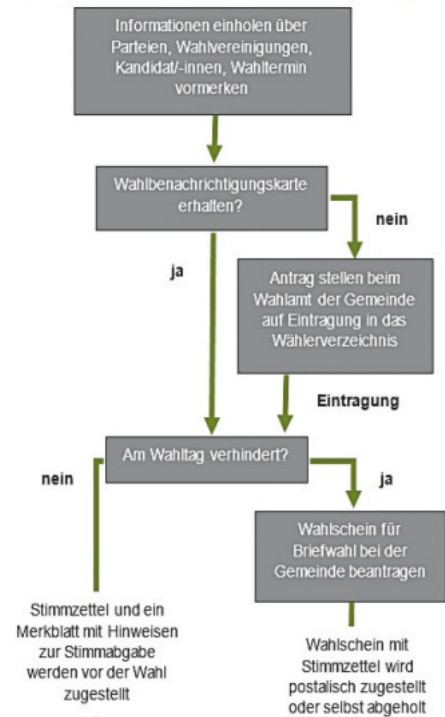 Informationen einholen über
Parteien, Wahlvereinigungen,
Kandidat/-innen, Wahltermin
vormerken
Wahlbenachrichtigungskarte
erhalten?
nein
ja
Antrag stellen beim
Wahlamt der Gemeinde
auf Eintragung in das
Wählerverzeichnis
Eintragung
Am Wahltag verhindert?
nein
ja
Wahlschein für
Briefwahl bei der
Gemeinde beantragen
Stimmzettel und ein
Merkblatt mit Hinweisen
zur Stimmabgabe
werden vor der Wahl
zugestellt
Wahlschein mit
Stimmzettel wird
postalisch zugestellt
oder selbst abgeholt